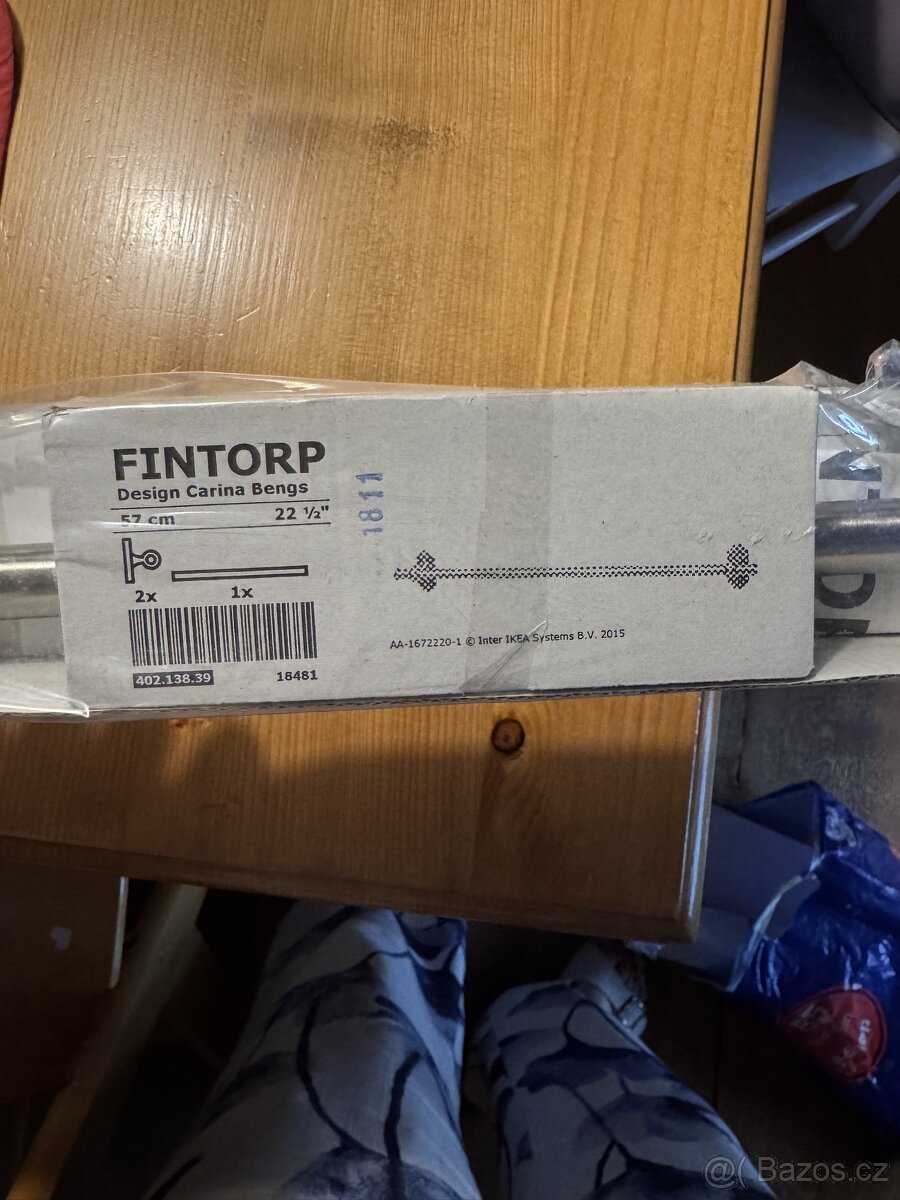 FINTORP
Design Carina Bengs
57 cm 22 ½"
2x 1x
402.138.39 18481
1811
AA-1672220-1 © Inter IKEA Systems B.V. 2015
Bazos.cz